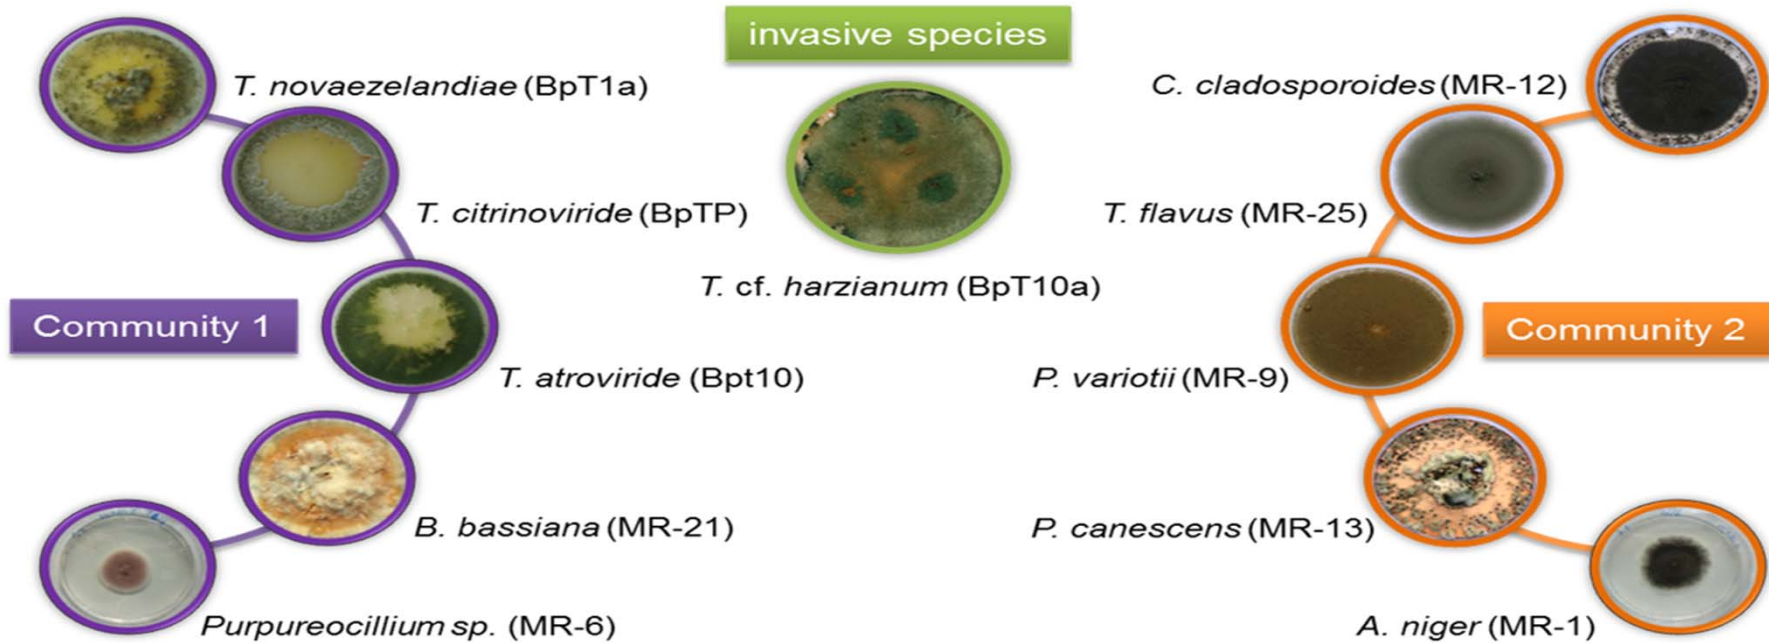 invasive species
T. novaezelandiae (BpT1a)
C. cladosporoides (MR-12)
T. citrinoviride (BpTP)
T. flavus (MR-25)
T. cf. harzianum (BpT10a)
Community 1
Community 2
T. atroviride (Bpt10)
P. variotii (MR-9)
B. bassiana (MR-21)
P. canescens (MR-13)
Purpureocillium sp. (MR-6)
A. niger (MR-1)